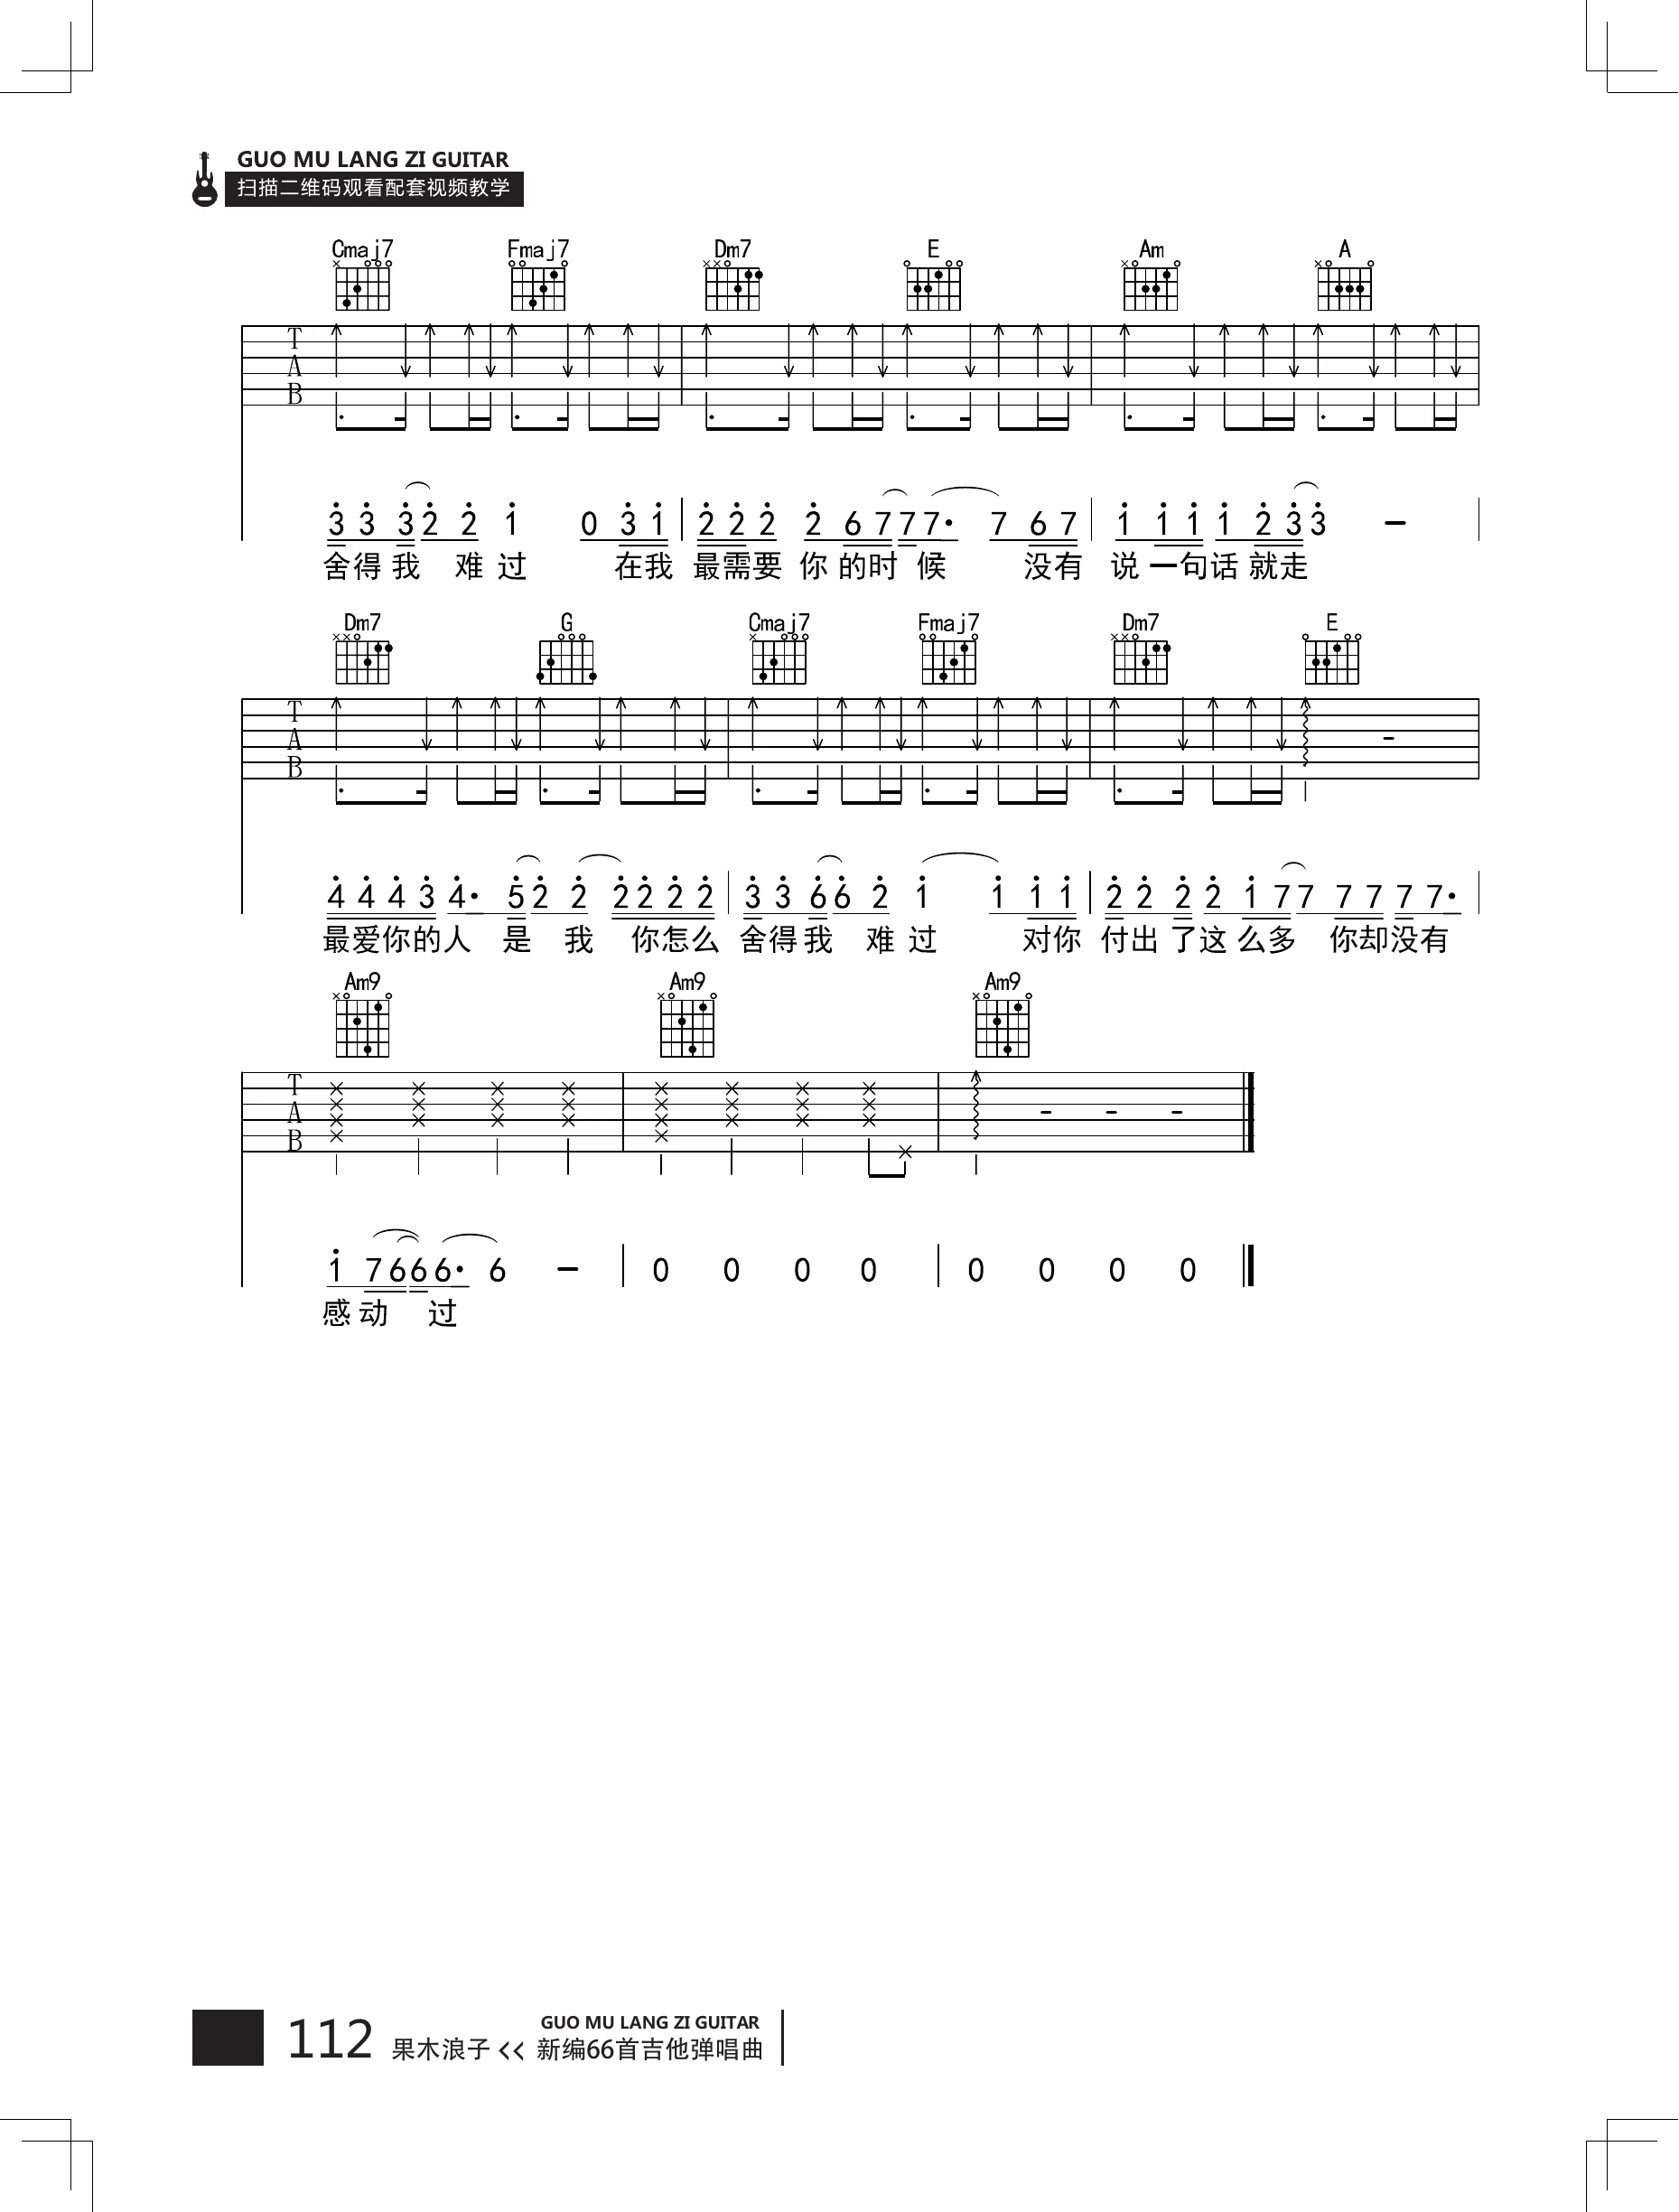 GUO MU LANG ZI GUITAR
扫描二维码观看配套视频教学
Cmaj7 Fmaj7 Dm7 E Am A
T
A
B
3 3 3 2 2 1 0 3 1 2 2 2 2 6 7 7 7· 7 6 7 1 1 1 1 2 3 3 –
舍得我 难过 在我 最需要 你的时候 没有 说一句话就走
Dm7 G Cmaj7 Fmaj7 Dm7 E
T
A
B
4 4 4 3 4· 5 2 2 2 2 2 2 3 3 6 6 2 1 1 1 1 2 2 2 2 1 7 7 7 7 7 7·
最爱你的人 是 我 你怎么 舍得我 难过 对你 付出了这么多 你却没有
Am9 Am9 Am9
T
A
B
1 7 6 6 6· 6 – 0 0 0 0 0 0 0 0
感动 过
112 果木浪子 << GUO MU LANG ZI GUITAR
新编66首吉他弹唱曲